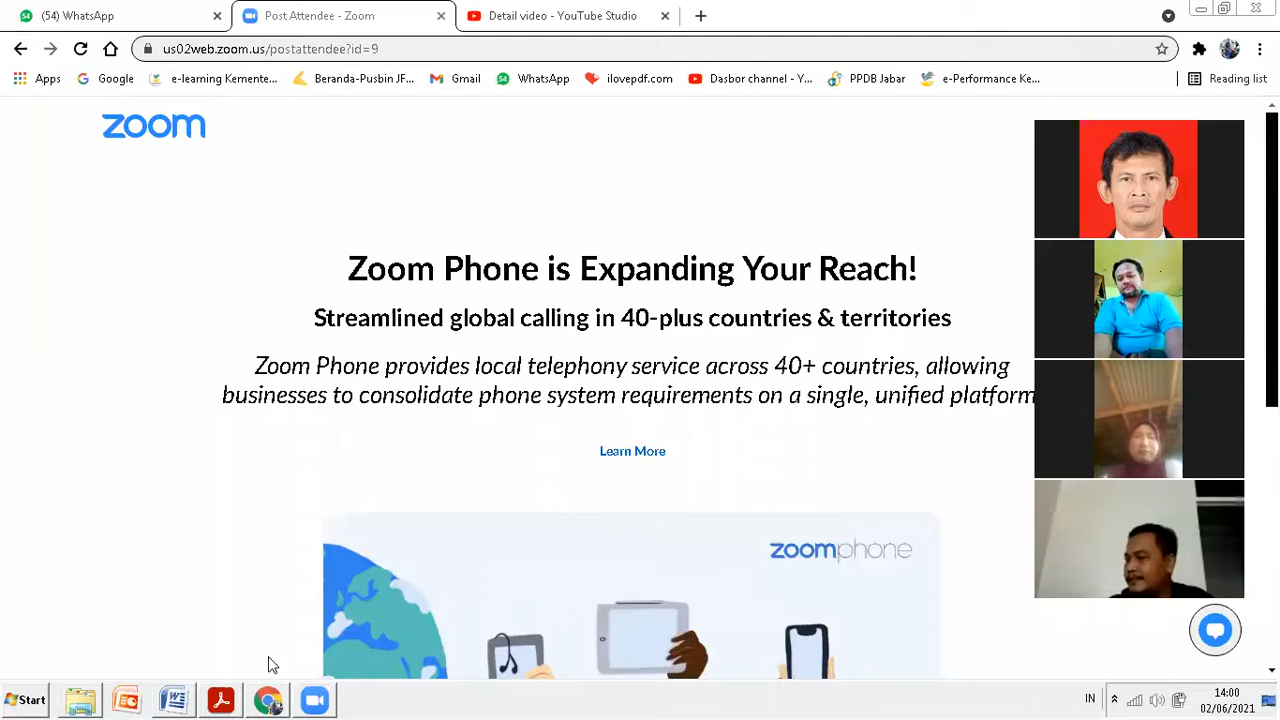 (54) WhatsApp
Post Attendee - Zoom
Detail video - YouTube Studio
us02web.zoom.us/postattendee?id=9
Apps
Google
e-learning Kemente...
Beranda-Pusbin JF...
Gmail
WhatsApp
ilovepdf.com
Dasbor channel - Y...
PPDB Jabar
e-Performance Ke...
Reading list
zoom
Zoom Phone is Expanding Your Reach!
Streamlined global calling in 40-plus countries & territories
Zoom Phone provides local telephony service across 40+ countries, allowing
businesses to consolidate phone system requirements on a single, unified platform
Learn More
zoomphone
Start
IN
14:00
02/06/2021